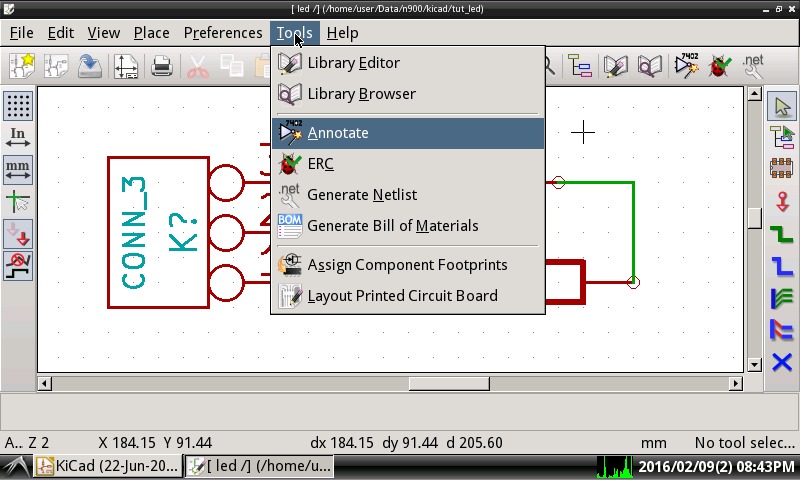 [ led /] (/home/user/Data/n900/kicad/tut_led)
File Edit View Place Preferences Tools Help
Library Editor
Library Browser
Annotate
ERC
Generate Netlist
Generate Bill of Materials
Assign Component Footprints
Layout Printed Circuit Board
7402
.net
BOM
7402
.net
In
mm
CONN_3
K?
A.. Z 2 X 184.15 Y 91.44 dx 184.15 dy 91.44 d 205.60 mm No tool selec...
KiCad (22-Jun-20... [ led /] (/home/u... 2016/02/09(2) 08:43PM